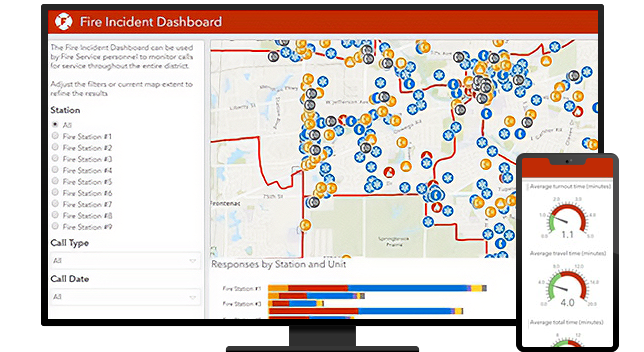 Fire Incident Dashboard
The Fire Incident Dashboard can be used
by Fire Service personnel to monitor calls
for service throughout the entire district.
Adjust the filters or current map extent to
refine the results
Station
All
Fire Station #1
Fire Station #2
Fire Station #3
Fire Station #4
Fire Station #5
Fire Station #6
Fire Station #7
Fire Station #8
Fire Station #9
Call Type
All
Call Date
All
Liberty St
W Jefferson Ave
Oswego Rd
75th St
Frontenac
Springbrook
Prairie
Responses by Station and Unit
Fire Station #1
Fire Station #3
Average turnout time (minutes)
1.1
Average travel time (minutes)
4.0
Average total time (minutes)